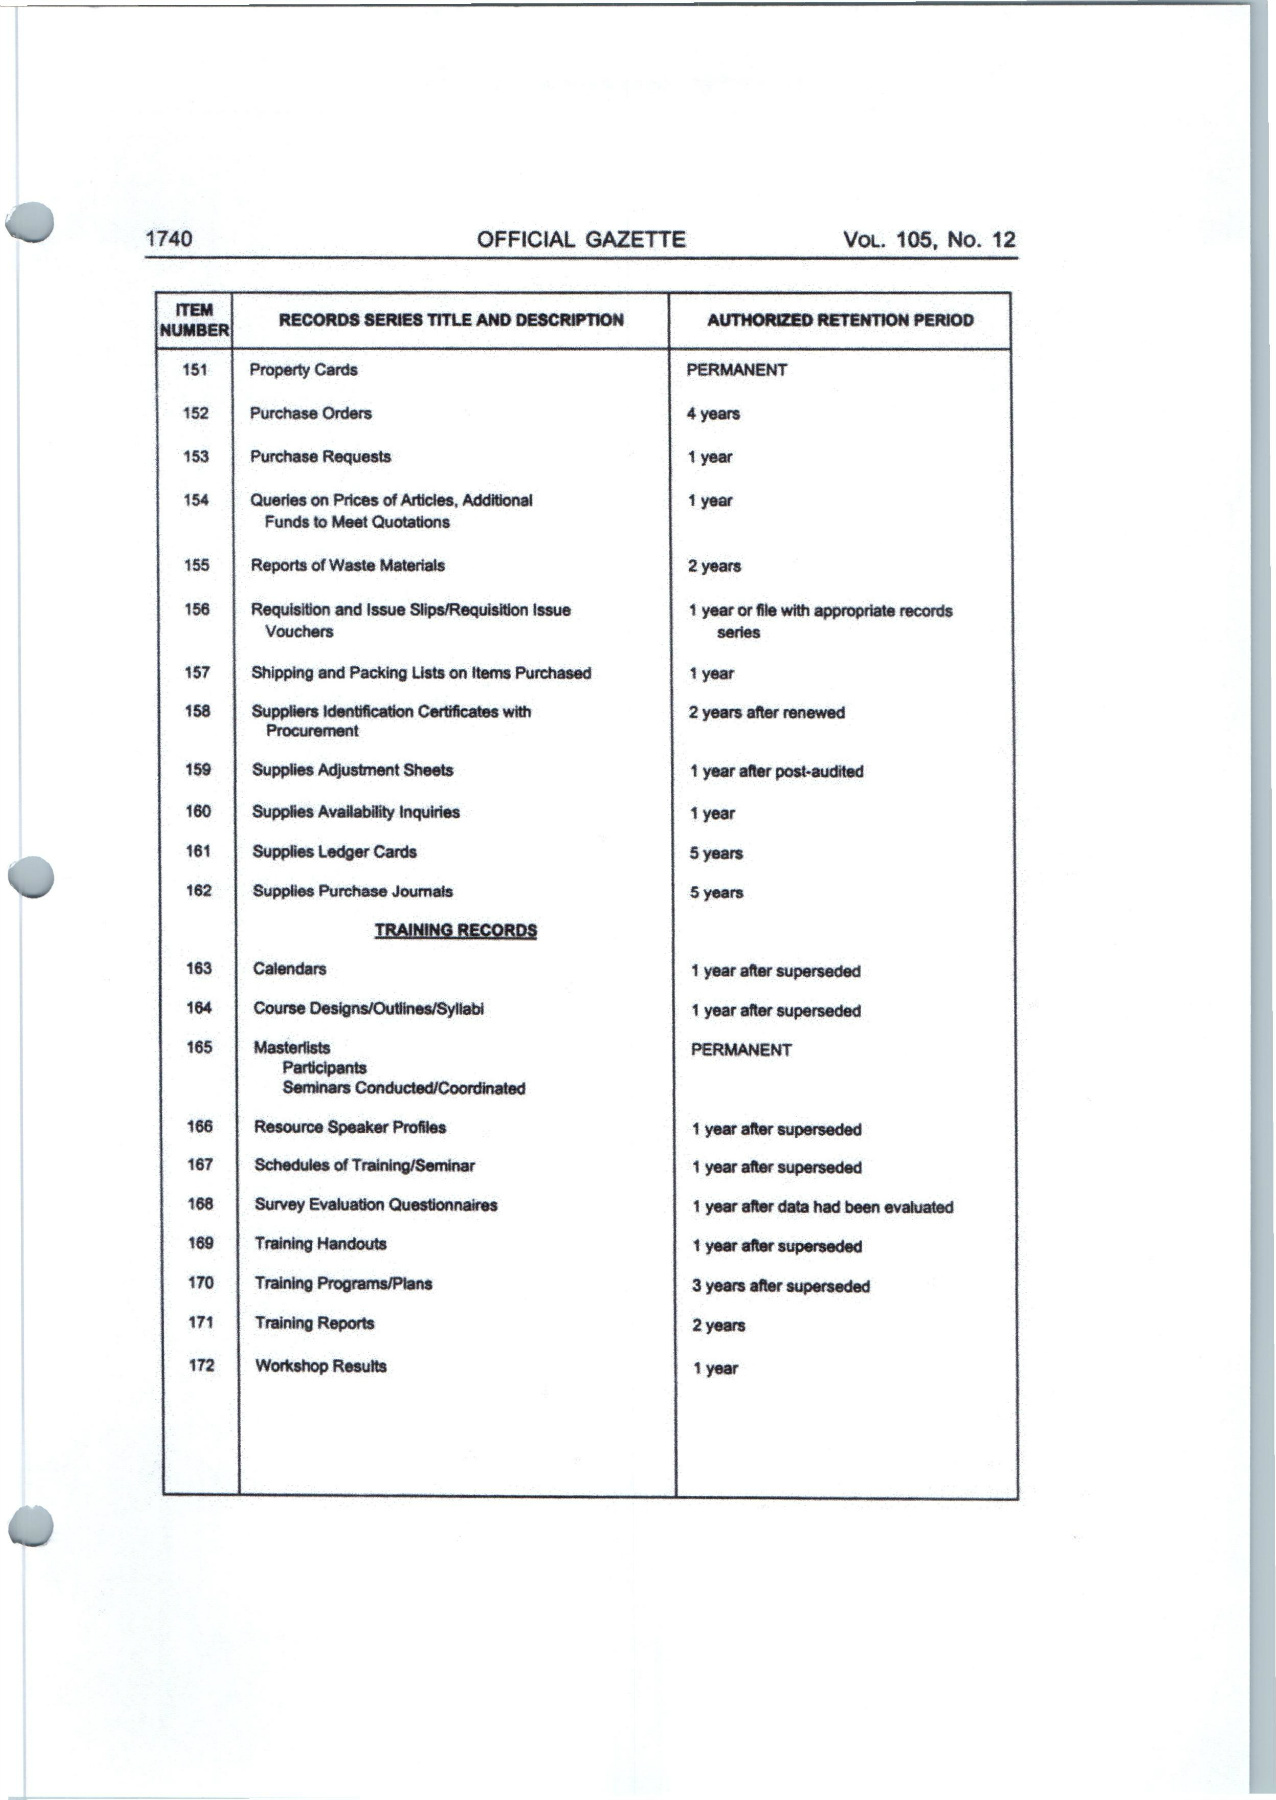 1740 OFFICIAL GAZETTE VOL. 105, No. 12
ITEM NUMBER RECORDS SERIES TITLE AND DESCRIPTION AUTHORIZED RETENTION PERIOD
151 Property Cards PERMANENT
152 Purchase Orders 4 years
153 Purchase Requests 1 year
154 Queries on Prices of Articles, Additional 1 year
Funds to Meet Quotations
155 Reports of Waste Materials 2 years
156 Requisition and Issue Slips/Requisition Issue 1 year or file with appropriate records
Vouchers series
157 Shipping and Packing Lists on Items Purchased 1 year
158 Suppliers Identification Certificates with 2 years after renewed
Procurement
159 Supplies Adjustment Sheets 1 year after post-audited
160 Supplies Availability Inquiries 1 year
161 Supplies Ledger Cards 5 years
162 Supplies Purchase Journals 5 years
TRAINING RECORDS
163 Calendars 1 year after superseded
164 Course Designs/Outlines/Syllabi 1 year after superseded
165 Masterlists PERMANENT
Participants
Seminars Conducted/Coordinated
166 Resource Speaker Profiles 1 year after superseded
167 Schedules of Training/Seminar 1 year after superseded
168 Survey Evaluation Questionnaires 1 year after data had been evaluated
169 Training Handouts 1 year after superseded
170 Training Programs/Plans 3 years after superseded
171 Training Reports 2 years
172 Workshop Results 1 year